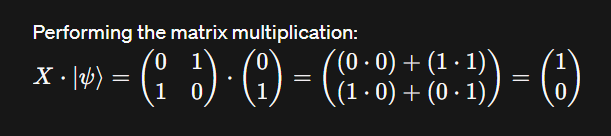 Performing the matrix multiplication:
X · |ψ⟩ = (0 1; 1 0) · (0; 1) = ((0 · 0) + (1 · 1); (1 · 0) + (0 · 1)) = (1; 0)